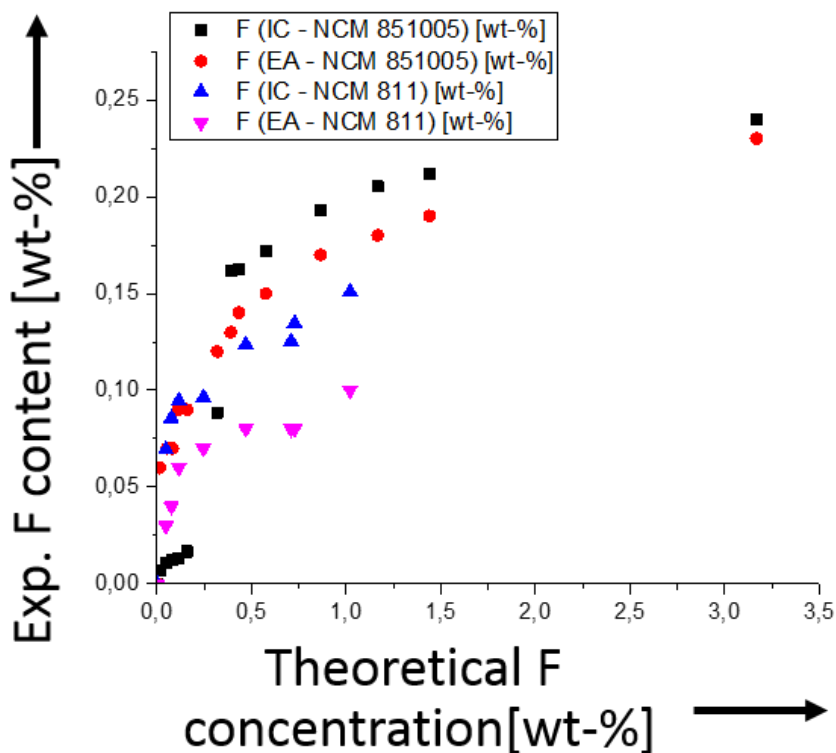 F (IC - NCM 851005) [wt-%]
F (EA - NCM 851005) [wt-%]
F (IC - NCM 811) [wt-%]
F (EA - NCM 811) [wt-%]
Exp. F content [wt-%]
0,25
0,20
0,15
0,10
0,05
0,00
0,0 0,5 1,0 1,5 2,0 2,5 3,0 3,5
Theoretical F
concentration[wt-%]